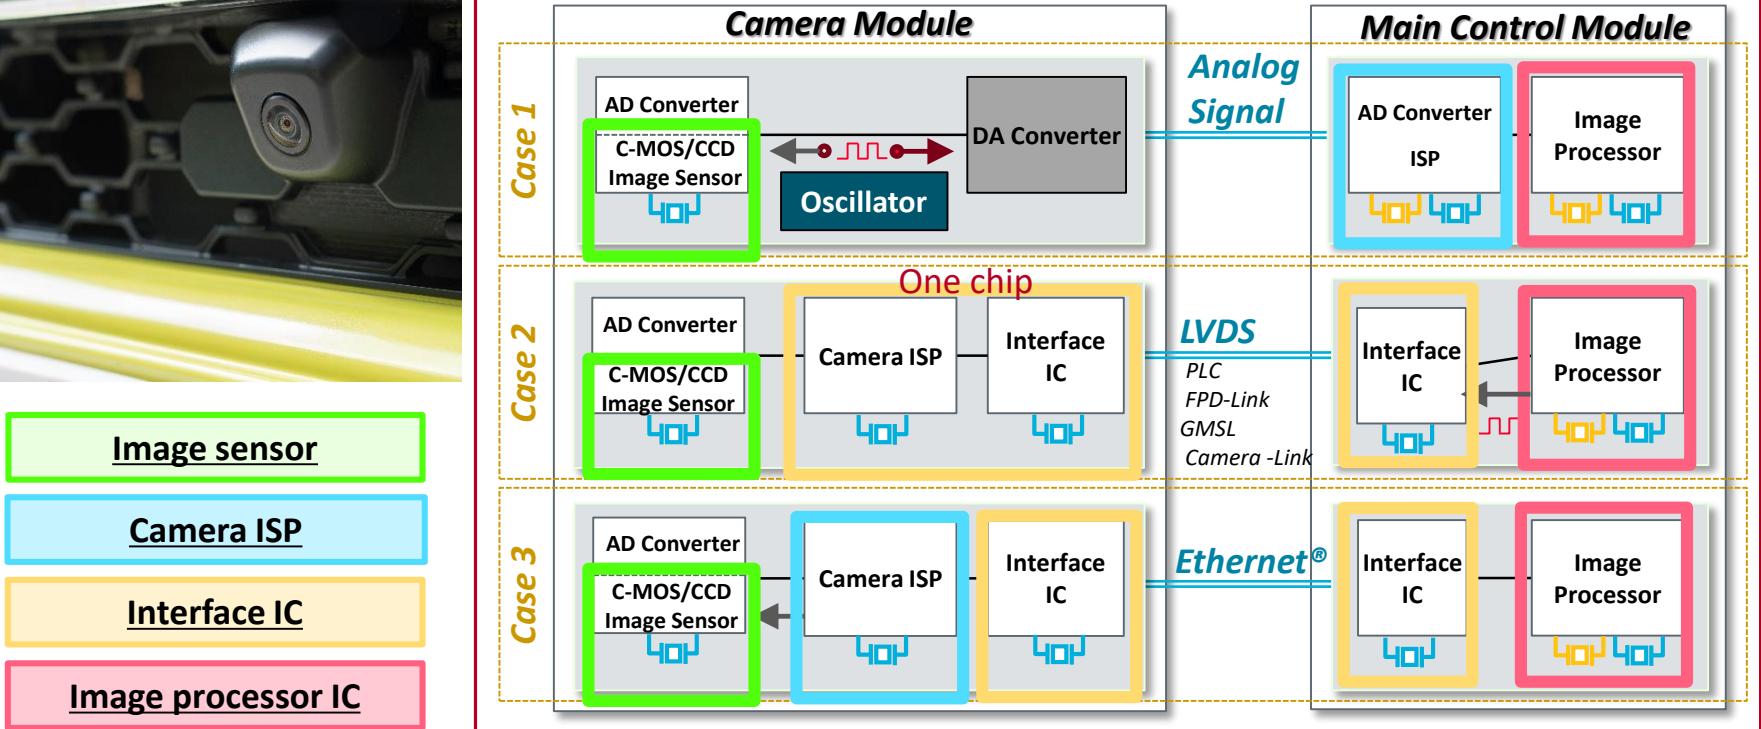 Camera Module
Main Control Module
Case 1
AD Converter
C-MOS/CCD
Image Sensor
Oscillator
DA Converter
Analog
Signal
AD Converter
ISP
Image
Processor
Case 2
One chip
AD Converter
C-MOS/CCD
Image Sensor
Camera ISP
Interface
IC
LVDS
PLC
FPD-Link
GMSL
Camera -Link
Interface
IC
Image
Processor
Case 3
AD Converter
C-MOS/CCD
Image Sensor
Camera ISP
Interface
IC
Ethernet®
Interface
IC
Image
Processor
Image sensor
Camera ISP
Interface IC
Image processor IC